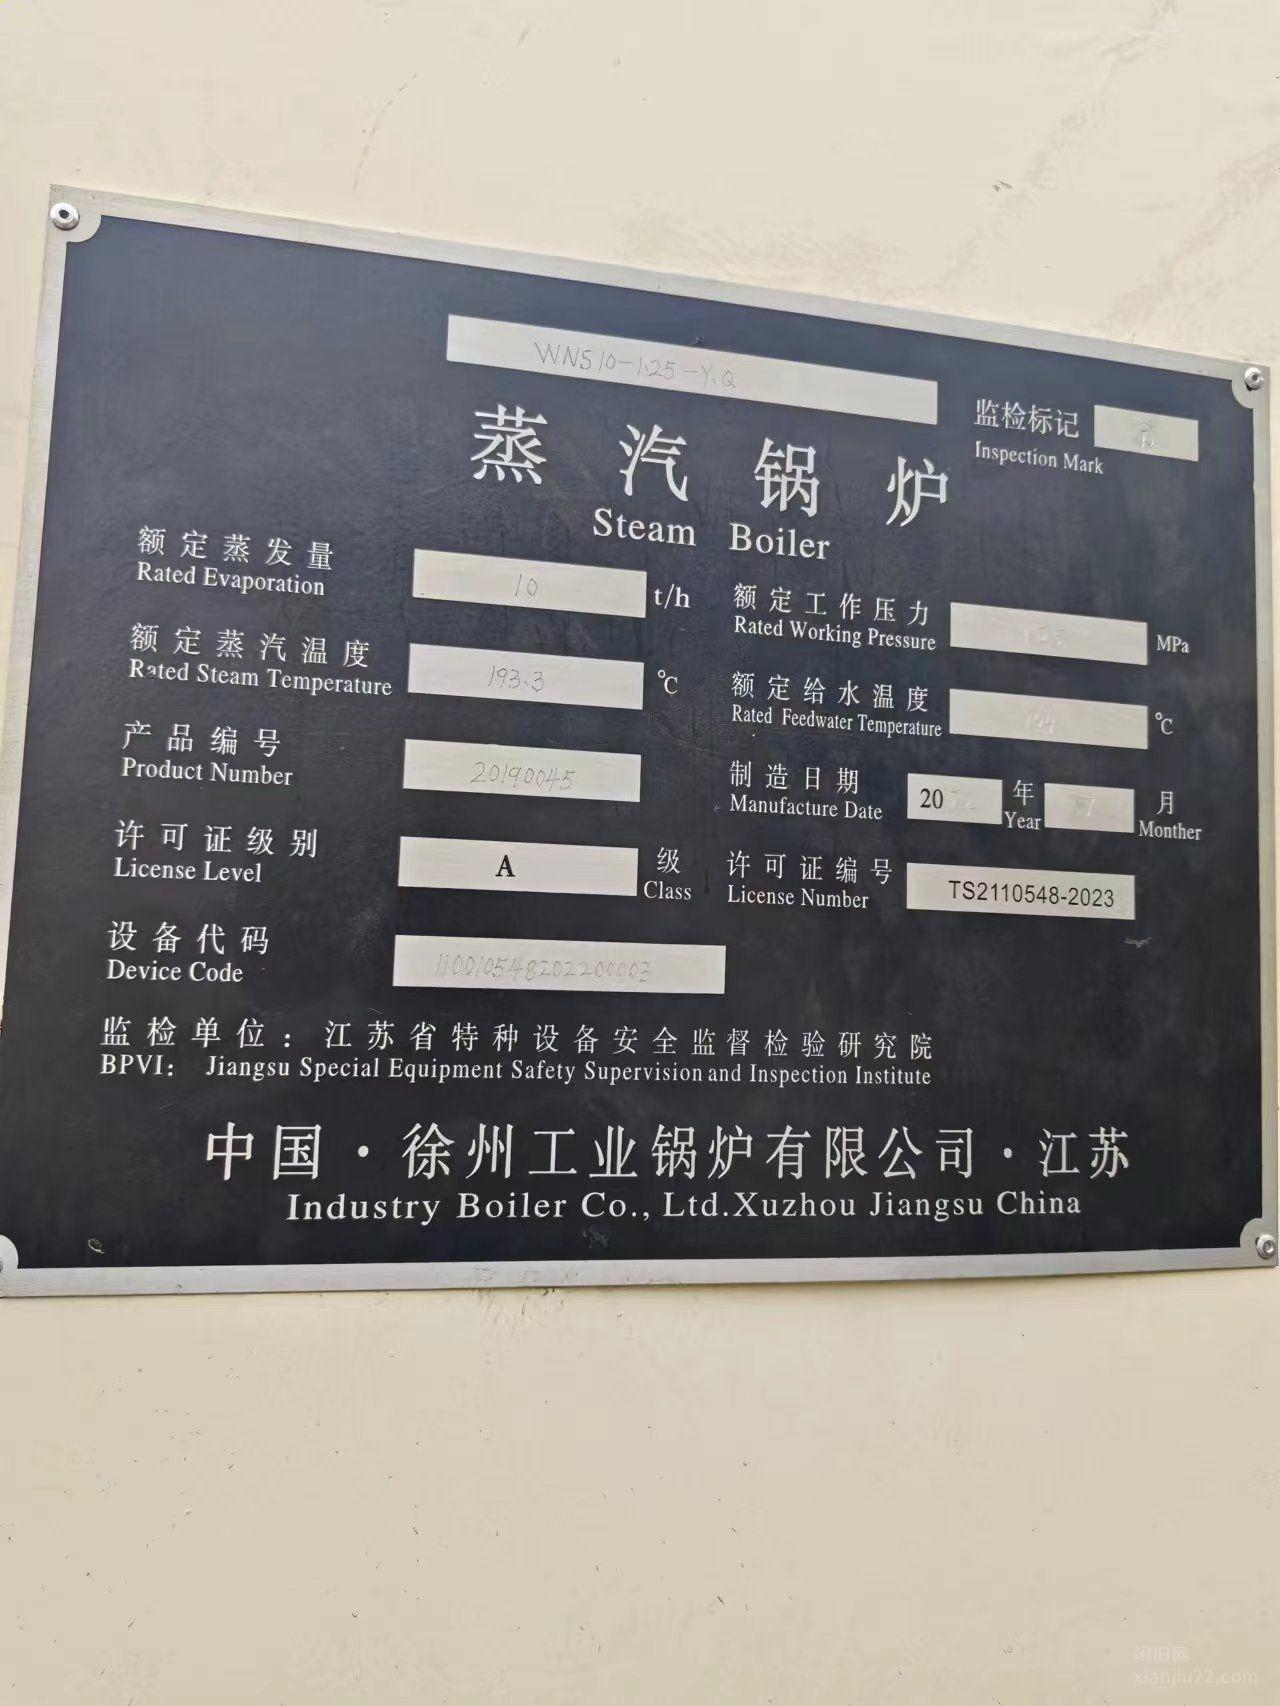 WNS10-1.25-Y.Q
监检标记
Inspection Mark
蒸汽锅炉
Steam Boiler
额定蒸发量 10 t/h
Rated Evaporation
额定工作压力 MPa
Rated Working Pressure
额定蒸汽温度 193.3 ℃
Rated Steam Temperature
额定给水温度 ℃
Rated Feedwater Temperature
产品编号 20190045
Product Number
制造日期 20 年 7 月
Manufacture Date Year Monther
许可证级别 A 级
License Level Class
许可证编号 TS2110548-2023
License Number
设备代码
Device Code
监检单位：江苏省特种设备安全监督检验研究院
BPVI: Jiangsu Special Equipment Safety Supervision and Inspection Institute
中国·徐州工业锅炉有限公司·江苏
Industry Boiler Co., Ltd.Xuzhou Jiangsu China
闲旧网
xianjiu22.com